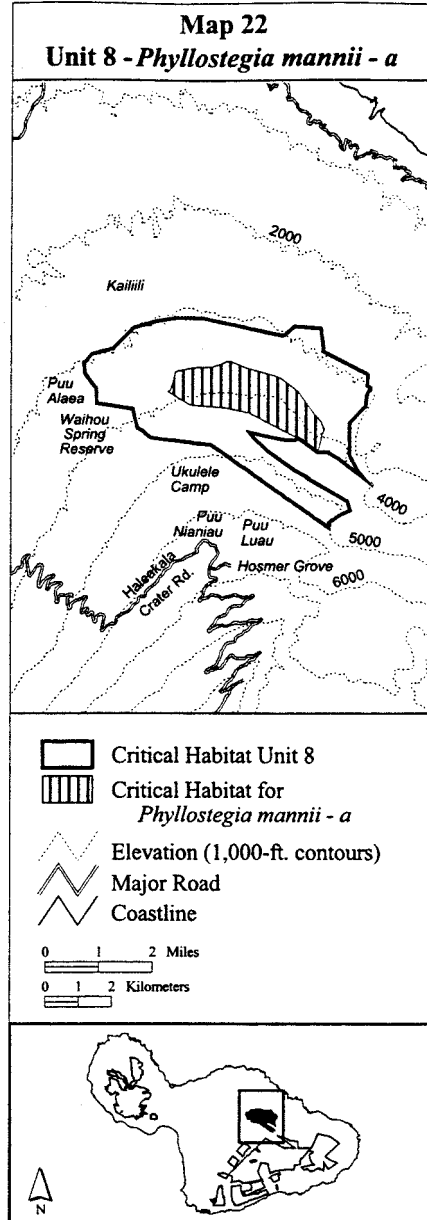 Map 22
Unit 8 - Phyllostegia mannii - a
2000
Kailiili
Puu
Alaea
Waihou
Spring
Reserve
Ukulele
Camp
4000
Puu
Nianiau
Puu
Luau
5000
Haleekala
Crater Rd.
Hosmer Grove
6000
Critical Habitat Unit 8
Critical Habitat for
Phyllostegia mannii - a
Elevation (1,000-ft. contours)
Major Road
Coastline
0 1 2 Miles
0 1 2 Kilometers
N